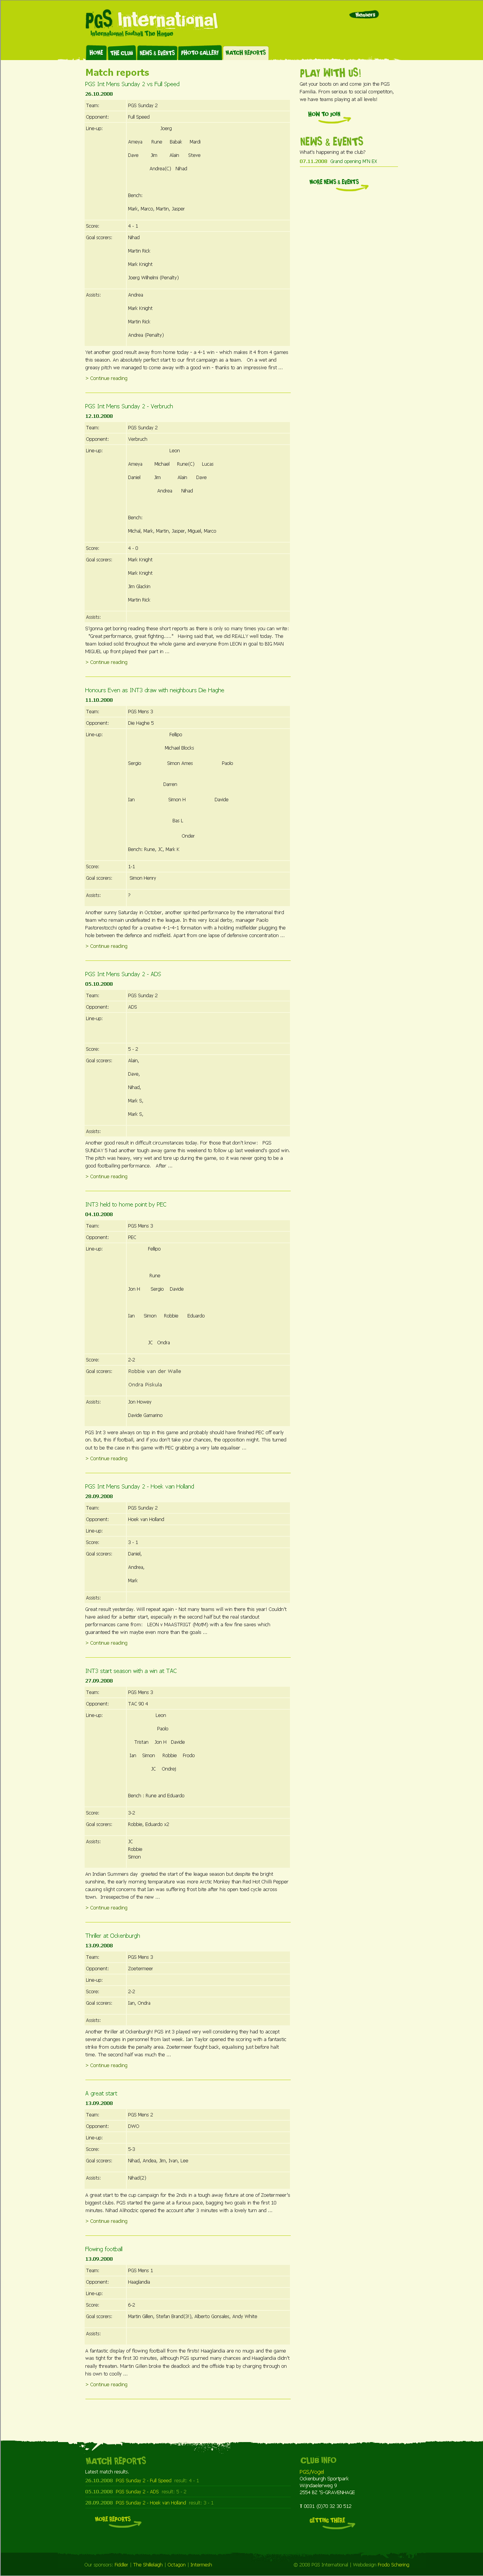 PGS International
International Football The Hague
Members
HOME
THE CLUB
NEWS & EVENTS
PHOTO GALLERY
MATCH REPORTS
Match reports
PGS Int Mens Sunday 2 vs Full Speed
26.10.2008
Team: PGS Sunday 2
Opponent: Full Speed
Line-up: Joerg
Ameya Rune Babak Mardi
Dave Jim Alain Steve
Andrea(C) Nihad
Bench:
Mark, Marco, Martin, Jasper
Score: 4 - 1
Goal scorers: Nihad
Martin Rick
Mark Knight
Joerg Wilhelmi (Penalty)
Assists: Andrea
Mark Knight
Martin Rick
Andrea (Penalty)
Yet another good result away from home today - a 4-1 win - which makes it 4 from 4 games
this season. An absolutely perfect start to our first campaign as a team. On a wet and
greasy pitch we managed to come away with a good win - thanks to an impressive first ...
> Continue reading
PGS Int Mens Sunday 2 - Verbruch
12.10.2008
Team: PGS Sunday 2
Opponent: Verbruch
Line-up: Leon
Ameya Michael Rune(C) Lucas
Daniel Jim Alain Dave
Andrea Nihad
Bench:
Michal, Mark, Martin, Jasper, Miguel, Marco
Score: 4 - 0
Goal scorers: Mark Knight
Mark Knight
Jim Glackin
Martin Rick
Assists:
S'gonna get boring reading these short reports as there is only so many times you can write:
"Great performance, great fighting....." Having said that, we did REALLY well today. The
team looked solid throughout the whole game and everyone from LEON in goal to BIG MAN
MIGUEL up front played their part in ...
> Continue reading
Honours Even as INT3 draw with neighbours Die Haghe
11.10.2008
Team: PGS Mens 3
Opponent: Die Haghe 5
Line-up: Fellipo
Michael Blocks
Sergio Simon Ames Paolo
Darren
Ian Simon H Davide
Bas L
Onder
Bench: Rune, JC, Mark K
Score: 1-1
Goal scorers: Simon Henry
Assists: ?
Another sunny Saturday in October, another spirited performance by the international third
team who remain undefeated in the league. In this very local derby, manager Paolo
Pastorestocchi opted for a creative 4-1-4-1 formation with a holding midfielder plugging the
hole between the defence and midfield. Apart from one lapse of defensive concentration ...
> Continue reading
PGS Int Mens Sunday 2 - ADS
05.10.2008
Team: PGS Sunday 2
Opponent: ADS
Line-up:
Score: 5 - 2
Goal scorers: Alain,
Dave,
Nihad,
Mark S,
Mark S,
Assists:
Another good result in difficult circumstances today. For those that don't know: PGS
SUNDAY 5 had another tough away game this weekend to follow up last weekend's good win.
The pitch was heavy, very wet and tore up during the game, so it was never going to be a
good footballing performance. After ...
> Continue reading
INT3 held to home point by PEC
04.10.2008
Team: PGS Mens 3
Opponent: PEC
Line-up: Fellipo
Rune
Jon H Sergio Davide
Ian Simon Robbie Eduardo
JC Ondra
Score: 2-2
Goal scorers: Robbie van der Walle
Ondra Piskula
Assists: Jon Howey
Davide Gamarino
PGS Int 3 were always on top in this game and probably should have finished PEC off early
on. But, this if football, and if you don't take your chances, the opposition might. This turned
out to be the case in this game with PEC grabbing a very late equaliser ...
> Continue reading
PGS Int Mens Sunday 2 - Hoek van Holland
28.09.2008
Team: PGS Sunday 2
Opponent: Hoek van Holland
Line-up:
Score: 3 - 1
Goal scorers: Daniel,
Andrea,
Mark
Assists:
Great result yesterday. Will repeat again - Not many teams will win there this year! Couldn't
have asked for a better start, especially in the second half but the real standout
performances came from: LEON v MAASTRIGT (MotM) with a few fine saves which
guaranteed the win maybe even more than the goals ...
> Continue reading
INT3 start season with a win at TAC
27.09.2008
Team: PGS Mens 3
Opponent: TAC 90 4
Line-up: Leon
Paolo
Tristan Jon H Davide
Ian Simon Robbie Frodo
JC Ondrej
Bench : Rune and Eduardo
Score: 3-2
Goal scorers: Robbie, Eduardo x2
Assists: JC
Robbie
Simon
An Indian Summers day greeted the start of the league season but despite the bright
sunshine, the early morning temperature was more Arctic Monkey than Red Hot Chilli Pepper
causing slight concerns that Ian was suffering frost bite after his open toed cycle across
town. Irrespective of the new ...
> Continue reading
Thriller at Ockenburgh
13.09.2008
Team: PGS Mens 3
Opponent: Zoetermeer
Line-up:
Score: 2-2
Goal scorers: Ian, Ondra
Assists:
Another thriller at Ockenburgh! PGS int 3 played very well considering they had to accept
several changes in personnel from last week. Ian Taylor opened the scoring with a fantastic
strike from outside the penalty area. Zoetermeer fought back, equalising just before half
time. The second half was much the ...
> Continue reading
A great start
13.09.2008
Team: PGS Mens 2
Opponent: DWO
Line-up:
Score: 5-3
Goal scorers: Nihad, Andea, Jim, Ivan, Lee
Assists: Nihad(2)
A great start to the cup campaign for the 2nds in a tough away fixture at one of Zoetermeer's
biggest clubs. PGS started the game at a furious pace, bagging two goals in the first 10
minutes. Nihad Alihodzic opened the account after 3 minutes with a lovely turn and ...
> Continue reading
Flowing football
13.09.2008
Team: PGS Mens 1
Opponent: Haaglandia
Line-up:
Score: 6-2
Goal scorers: Martin Gillen, Stefan Brand(3!), Alberto Gonsales, Andy White
Assists:
A fantastic display of flowing football from the firsts! Haaglandia are no mugs and the game
was tight for the first 30 minutes, although PGS spurned many chances and Haaglandia didn't
really threaten. Martin Gillen broke the deadlock and the offside trap by charging through on
his own to coolly ...
> Continue reading
PLAY WITH US!
Get your boots on and come join the PGS
Familia. From serious to social competition,
we have teams playing at all levels!
HOW TO JOIN
NEWS & EVENTS
What's happening at the club?
07.11.2008 Grand opening MTN EX
MORE NEWS & EVENTS
MATCH REPORTS
Latest match results.
26.10.2008 PGS Sunday 2 - Full Speed result: 4 - 1
05.10.2008 PGS Sunday 2 - ADS result: 5 - 2
28.09.2008 PGS Sunday 2 - Hoek van Holland result: 3 - 1
MORE REPORTS
CLUB INFO
PGS/Vogel
Ockenburgh Sportpark
Wijndaelerweg 9
2554 BZ 'S-GRAVENHAGE
T 0031 (0)70 32 30 512
GETTING THERE
Our sponsors: Fiddler | The Shillelagh | Octagon | Intermesh
© 2008 PGS International | Webdesign Frodo Schering